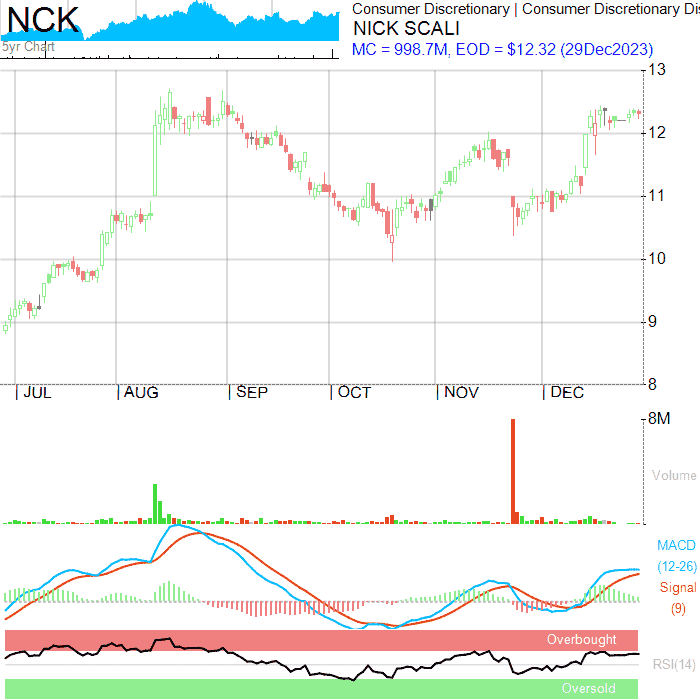 NCK
5yr Chart
Consumer Discretionary | Consumer Discretionary Dis
NICK SCALI
MC = 998.7M, EOD = $12.32 (29Dec2023)
13
12
11
10
9
8
| JUL | AUG | SEP | OCT | NOV | DEC
8M
Volume
MACD
(12-26)
Signal
(9)
Overbought
RSI(14)
Oversold